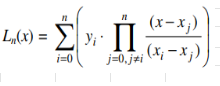 L_n(x) = \sum_{i=0}^{n} \left( y_i \cdot \prod_{j=0, j \neq i}^{n} \frac{(x - x_j)}{(x_i - x_j)} \right)